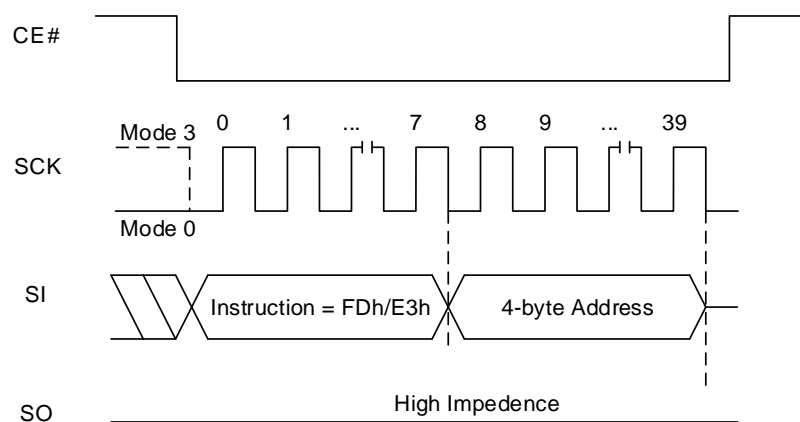 CE#
0 1 ... 7 8 9 ... 39
Mode 3
SCK
Mode 0
SI
Instruction = FDh/E3h
4-byte Address
High Impedence
SO